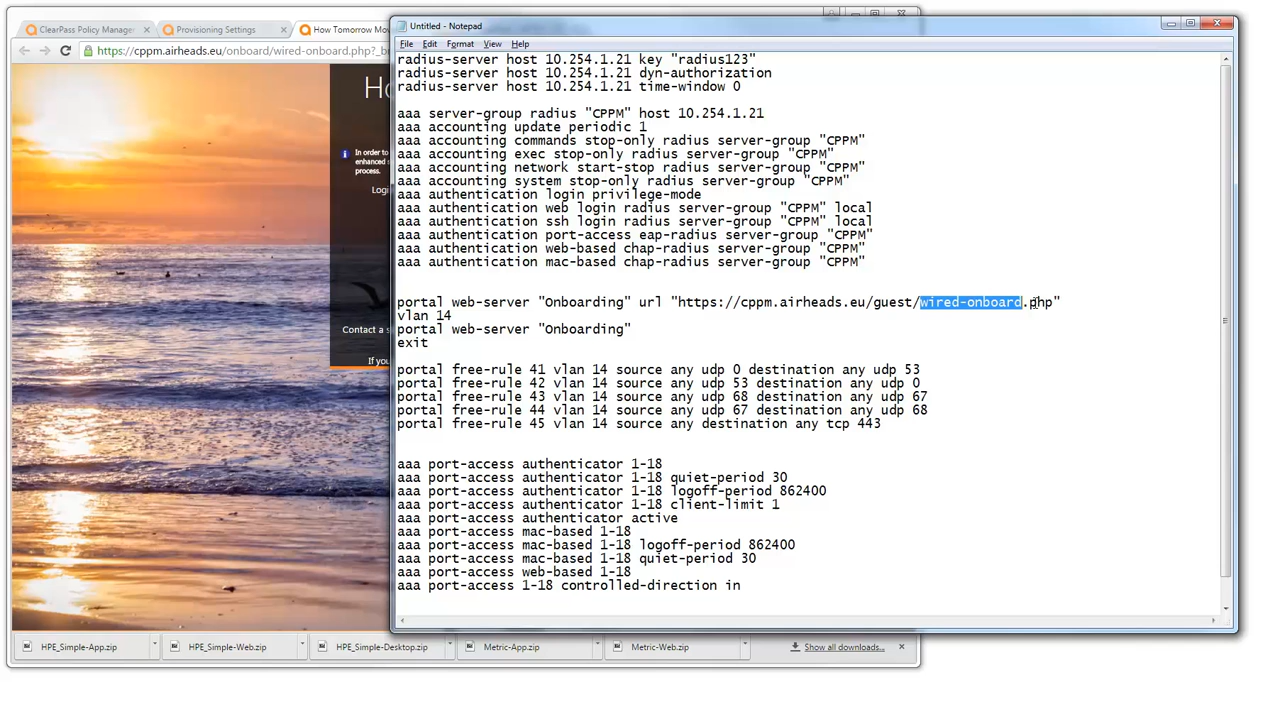 ClearPass Policy Manage
Provisioning Settings
How Tomorrow Mo
https://cppm.airheads.eu/onboard/wired-onboard.php?_b
Ho
In order to
enhanced s
process.
Logi
Contact a s
If you
Untitled - Notepad
File Edit Format View Help
radius-server host 10.254.1.21 key "radius123"
radius-server host 10.254.1.21 dyn-authorization
radius-server host 10.254.1.21 time-window 0
aaa server-group radius "CPPM" host 10.254.1.21
aaa accounting update periodic 1
aaa accounting commands stop-only radius server-group "CPPM"
aaa accounting exec stop-only radius server-group "CPPM"
aaa accounting network start-stop radius server-group "CPPM"
aaa accounting system stop-only radius server-group "CPPM"
aaa authentication login privilege-mode
aaa authentication web login radius server-group "CPPM" local
aaa authentication ssh login radius server-group "CPPM" local
aaa authentication port-access eap-radius server-group "CPPM"
aaa authentication web-based chap-radius server-group "CPPM"
aaa authentication mac-based chap-radius server-group "CPPM"
portal web-server "Onboarding" url "https://cppm.airheads.eu/guest/wired-onboard.php"
vlan 14
portal web-server "Onboarding"
exit
portal free-rule 41 vlan 14 source any udp 0 destination any udp 53
portal free-rule 42 vlan 14 source any udp 53 destination any udp 0
portal free-rule 43 vlan 14 source any udp 68 destination any udp 67
portal free-rule 44 vlan 14 source any udp 67 destination any udp 68
portal free-rule 45 vlan 14 source any destination any tcp 443
aaa port-access authenticator 1-18
aaa port-access authenticator 1-18 quiet-period 30
aaa port-access authenticator 1-18 logoff-period 862400
aaa port-access authenticator 1-18 client-limit 1
aaa port-access authenticator active
aaa port-access mac-based 1-18
aaa port-access mac-based 1-18 logoff-period 862400
aaa port-access mac-based 1-18 quiet-period 30
aaa port-access web-based 1-18
aaa port-access 1-18 controlled-direction in
HPE_Simple-App.zip
HPE_Simple-Web.zip
HPE_Simple-Desktop.zip
Metric-App.zip
Metric-Web.zip
Show all downloads...